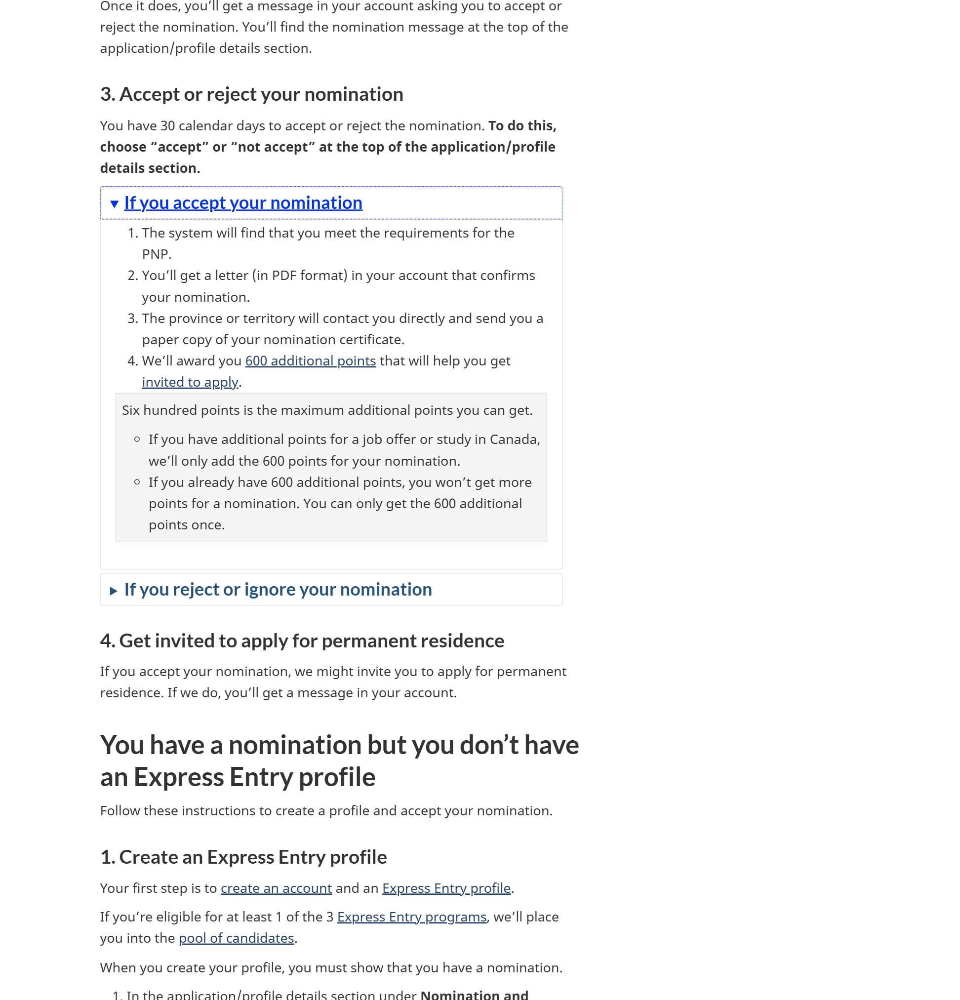 Once it does, you’ll get a message in your account asking you to accept or
reject the nomination. You’ll find the nomination message at the top of the
application/profile details section.
3. Accept or reject your nomination
You have 30 calendar days to accept or reject the nomination. To do this,
choose “accept” or “not accept” at the top of the application/profile
details section.
If you accept your nomination
1. The system will find that you meet the requirements for the
PNP.
2. You’ll get a letter (in PDF format) in your account that confirms
your nomination.
3. The province or territory will contact you directly and send you a
paper copy of your nomination certificate.
4. We’ll award you 600 additional points that will help you get
invited to apply.
Six hundred points is the maximum additional points you can get.
If you have additional points for a job offer or study in Canada,
we’ll only add the 600 points for your nomination.
If you already have 600 additional points, you won’t get more
points for a nomination. You can only get the 600 additional
points once.
If you reject or ignore your nomination
4. Get invited to apply for permanent residence
If you accept your nomination, we might invite you to apply for permanent
residence. If we do, you’ll get a message in your account.
You have a nomination but you don’t have
an Express Entry profile
Follow these instructions to create a profile and accept your nomination.
1. Create an Express Entry profile
Your first step is to create an account and an Express Entry profile.
If you’re eligible for at least 1 of the 3 Express Entry programs, we’ll place
you into the pool of candidates.
When you create your profile, you must show that you have a nomination.
1. In the application/profile details section under Nomination and